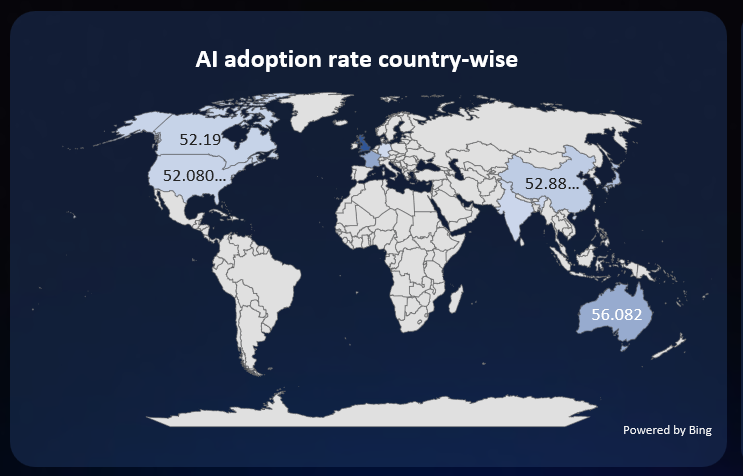 AI adoption rate country-wise
52.19
52.080...
52.88...
56.082
Powered by Bing